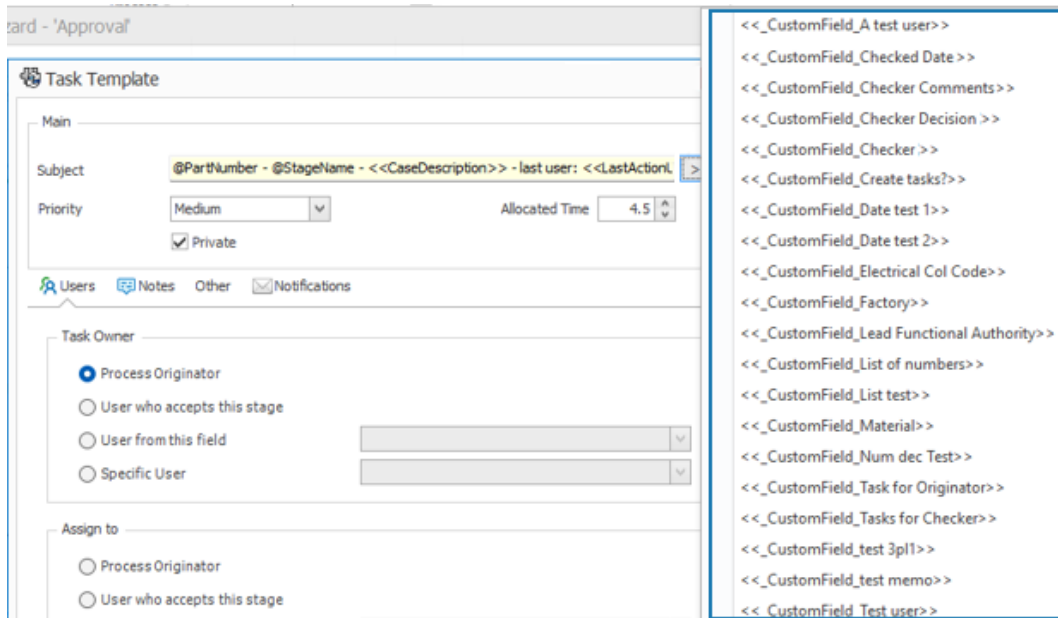 zard - 'Approval'
Task Template
Main
Subject
@PartNumber - @StageName - <<CaseDescription>> - last user: <<LastActionU
>
Priority
Medium
Allocated Time
4.5
Private
Users
Notes
Other
Notifications
Task Owner
Process Originator
User who accepts this stage
User from this field
Specific User
Assign to
Process Originator
User who accepts this stage
<<_CustomField_A test user>>
<<_CustomField_Checked Date >>
<<_CustomField_Checker Comments>>
<<_CustomField_Checker Decision >>
<<_CustomField_Checker >>
<<_CustomField_Create tasks?>>
<<_CustomField_Date test 1>>
<<_CustomField_Date test 2>>
<<_CustomField_Electrical Col Code>>
<<_CustomField_Factory>>
<<_CustomField_Lead Functional Authority>>
<<_CustomField_List of numbers>>
<<_CustomField_List test>>
<<_CustomField_Material>>
<<_CustomField_Num dec Test>>
<<_CustomField_Task for Originator>>
<<_CustomField_Tasks for Checker>>
<<_CustomField_test 3pl1>>
<<_CustomField_test memo>>
<<_CustomField_Test user>>